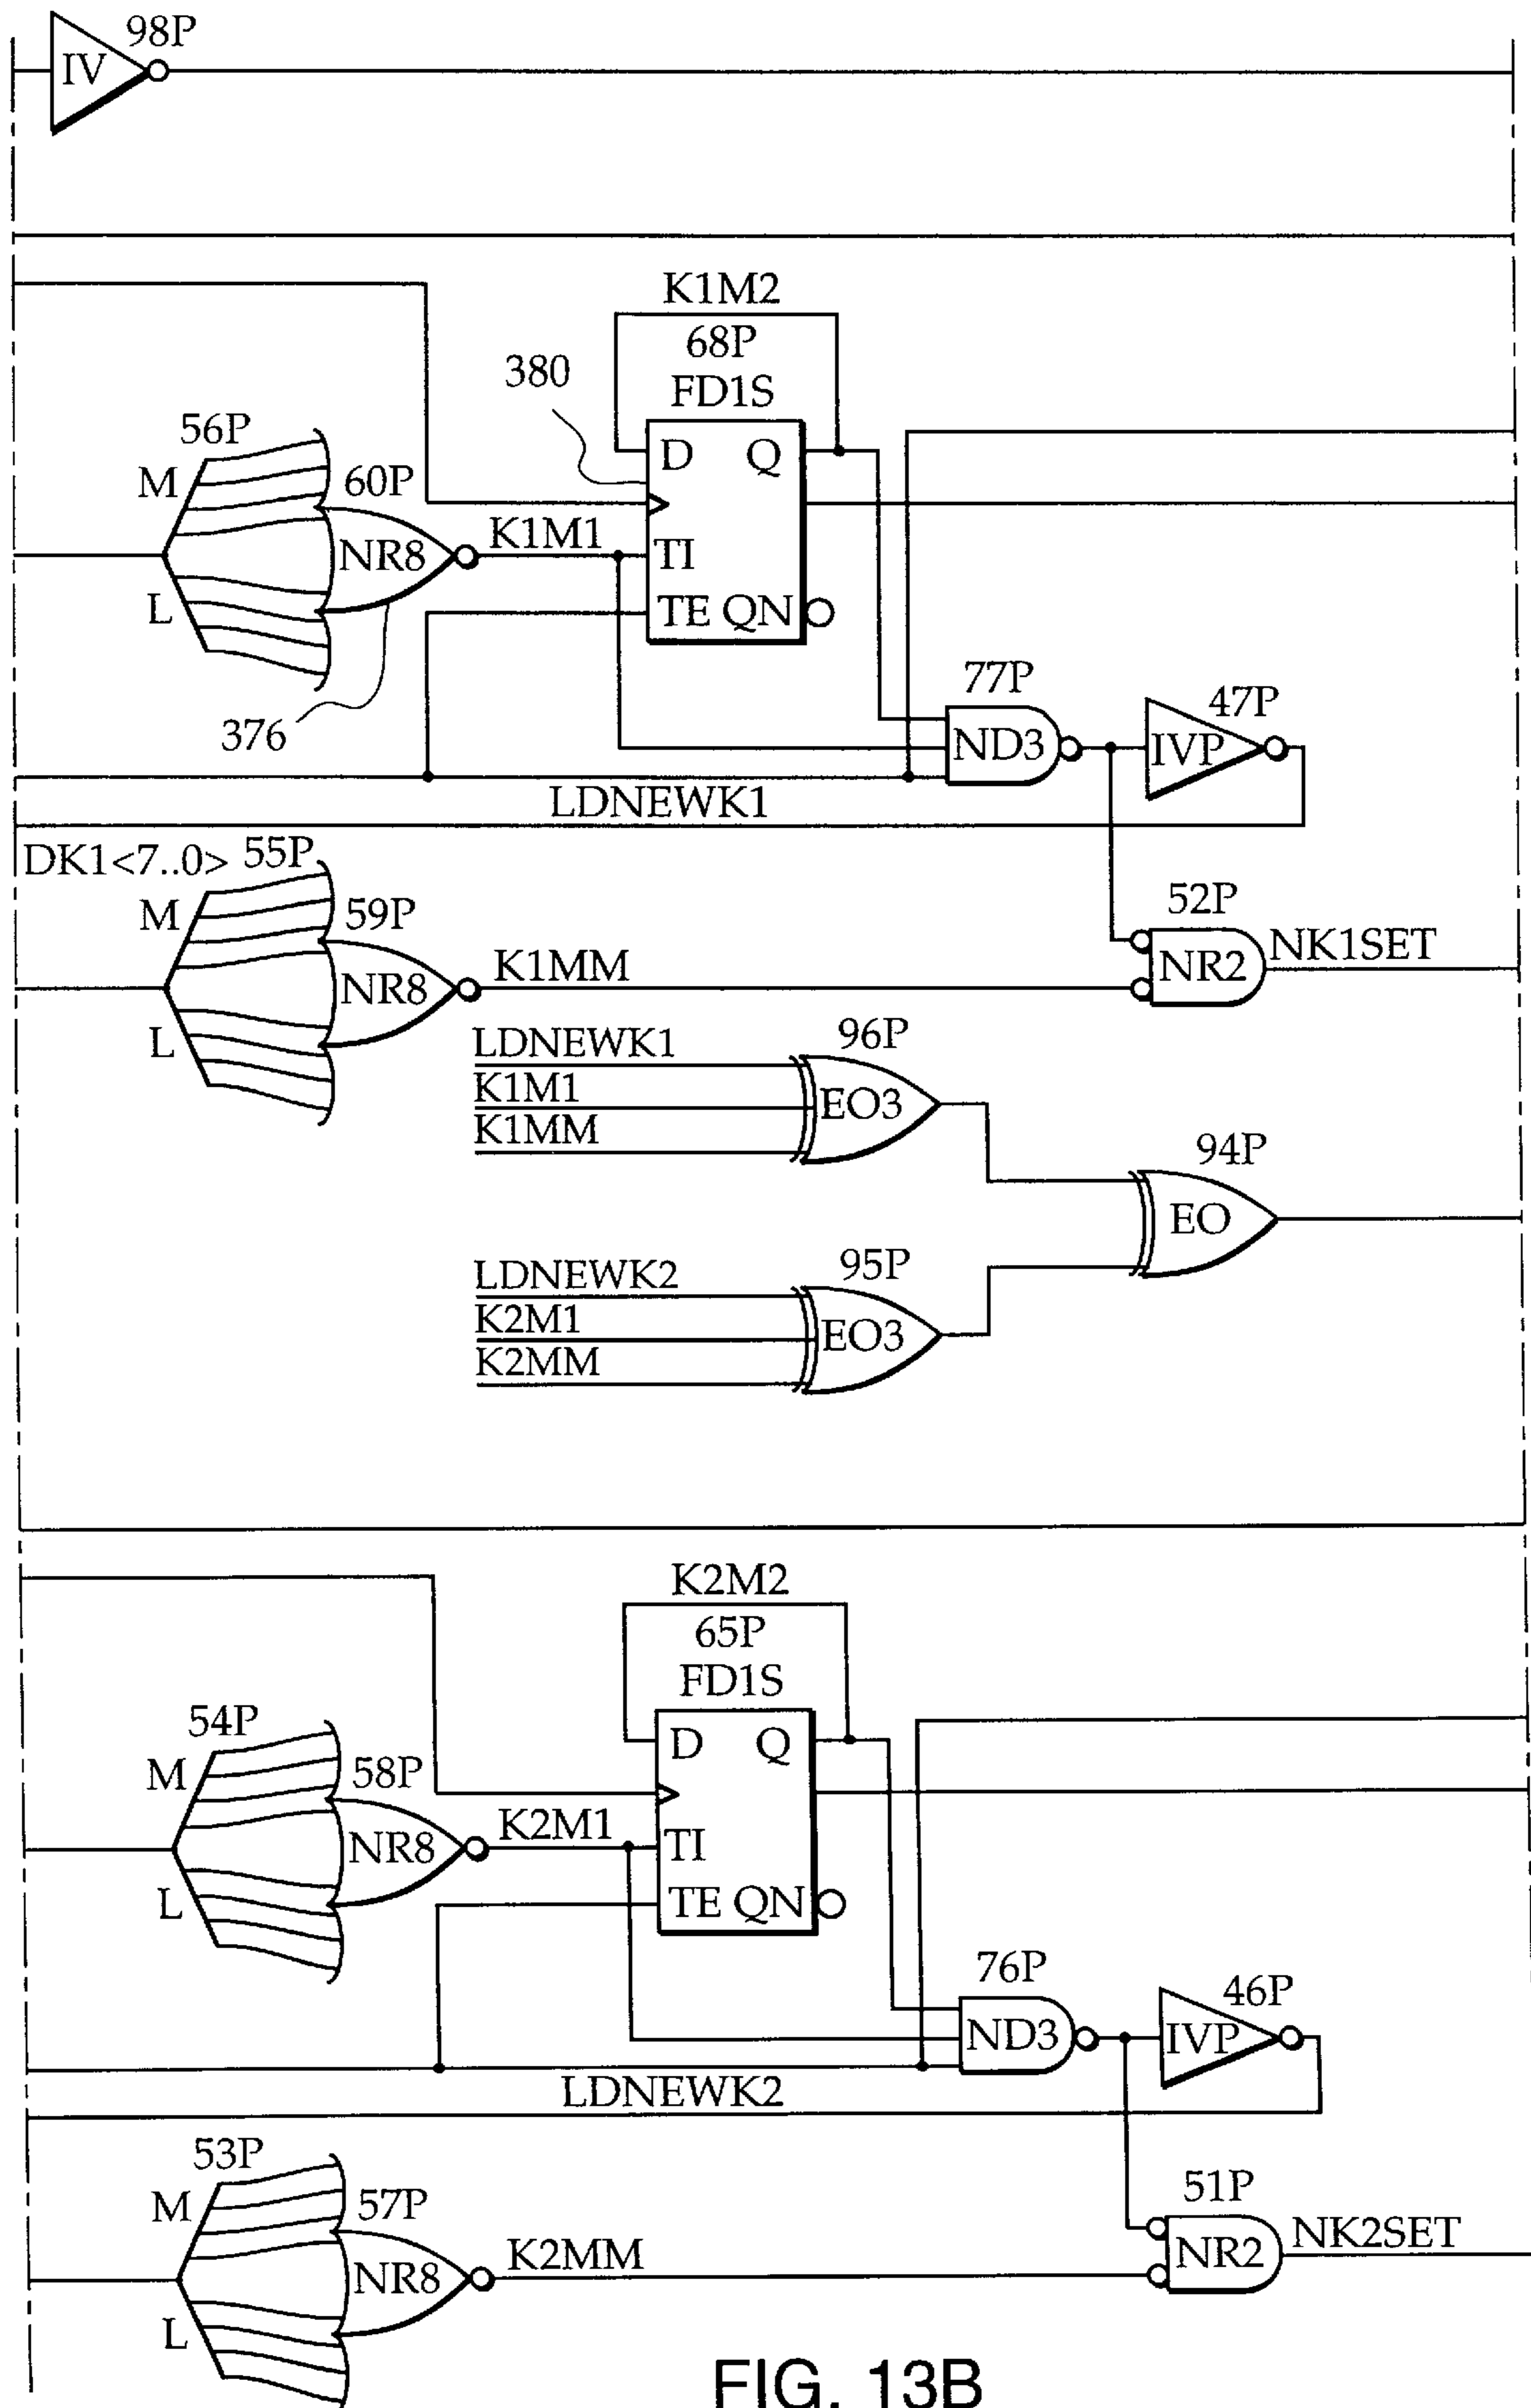 98P
IV
K1M2
68P
380
FD1S
56P
D Q
M
60P
K1M1
NR8
TI
L
TE QN
77P
47P
376
ND3
IVP
LDNEWK1
DK1<7..0>
55P
52P
M
59P
NK1SET
K1MM
NR8
NR2
L
96P
LDNEWK1
K1M1
EO3
K1MM
94P
EO
95P
LDNEWK2
K2M1
EO3
K2MM
K2M2
65P
FD1S
54P
D Q
M
58P
K2M1
NR8
TI
L
TE QN
76P
46P
ND3
IVP
LDNEWK2
53P
51P
M
57P
NK2SET
K2MM
NR2
NR8
L
FIG. 13B